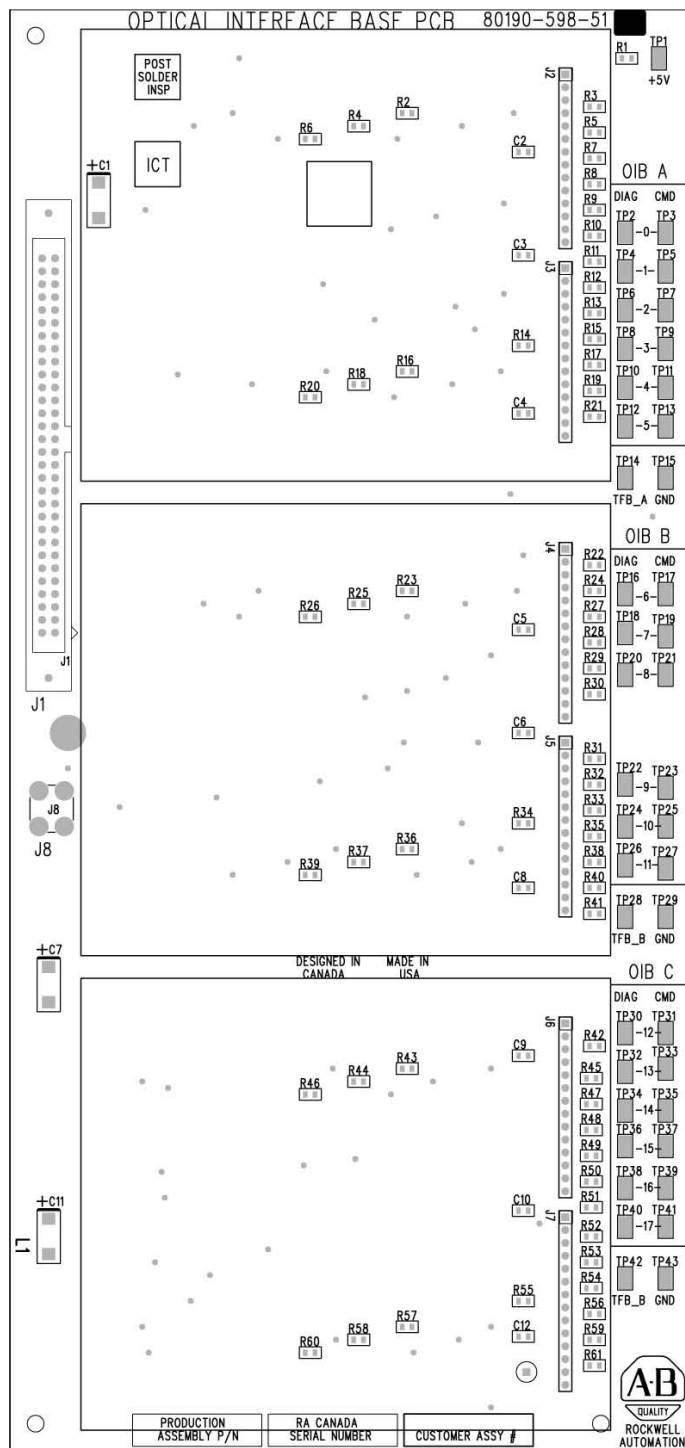 OPTICAL INTERFACE BASE PCB 80190-598-51
R1 TP1
+5V
POST
SOLDER
INSP
ICT
+C1
R6 R4 R2
C2
J2
R3
R5
R7
R8
R9
R10
C3
J3
R11
R12
R13
R14
R15
R17
R19
R21
R20 R18 R16
C4
OIB A
DIAG CMD
TP2 -0- TP3
TP4 -1- TP5
TP6 -2- TP7
TP8 -3- TP9
TP10 -4- TP11
TP12 -5- TP13
TP14 TP15
TFB_A GND
J1
J1
J8
J8
R26 R25 R23
C5
J4
R22
R24
R27
R28
R29
R30
C6
J5
R31
R32
R33
R34
R35
R38
R40
R41
R39 R37 R36
C8
OIB B
DIAG CMD
TP16 -6- TP17
TP18 -7- TP19
TP20 -8- TP21
TP22 -9- TP23
TP24 -10- TP25
TP26 -11- TP27
TP28 TP29
TFB_B GND
DESIGNED IN
CANADA
MADE IN
USA
+C7
+C11
L1
R46 R44 R43
C9
J6
R42
R45
R47
R48
R49
R50
R51
C10
J7
R52
R53
R54
R55
R56
R59
R61
R60 R58 R57
C12
OIB C
DIAG CMD
TP30 -12- TP31
TP32 -13- TP33
TP34 -14- TP35
TP36 -15- TP37
TP38 -16- TP39
TP40 -17- TP41
TP42 TP43
TFB_B GND
PRODUCTION
ASSEMBLY P/N
RA CANADA
SERIAL NUMBER
CUSTOMER ASSY #
A-B
QUALITY
ROCKWELL
AUTOMATION